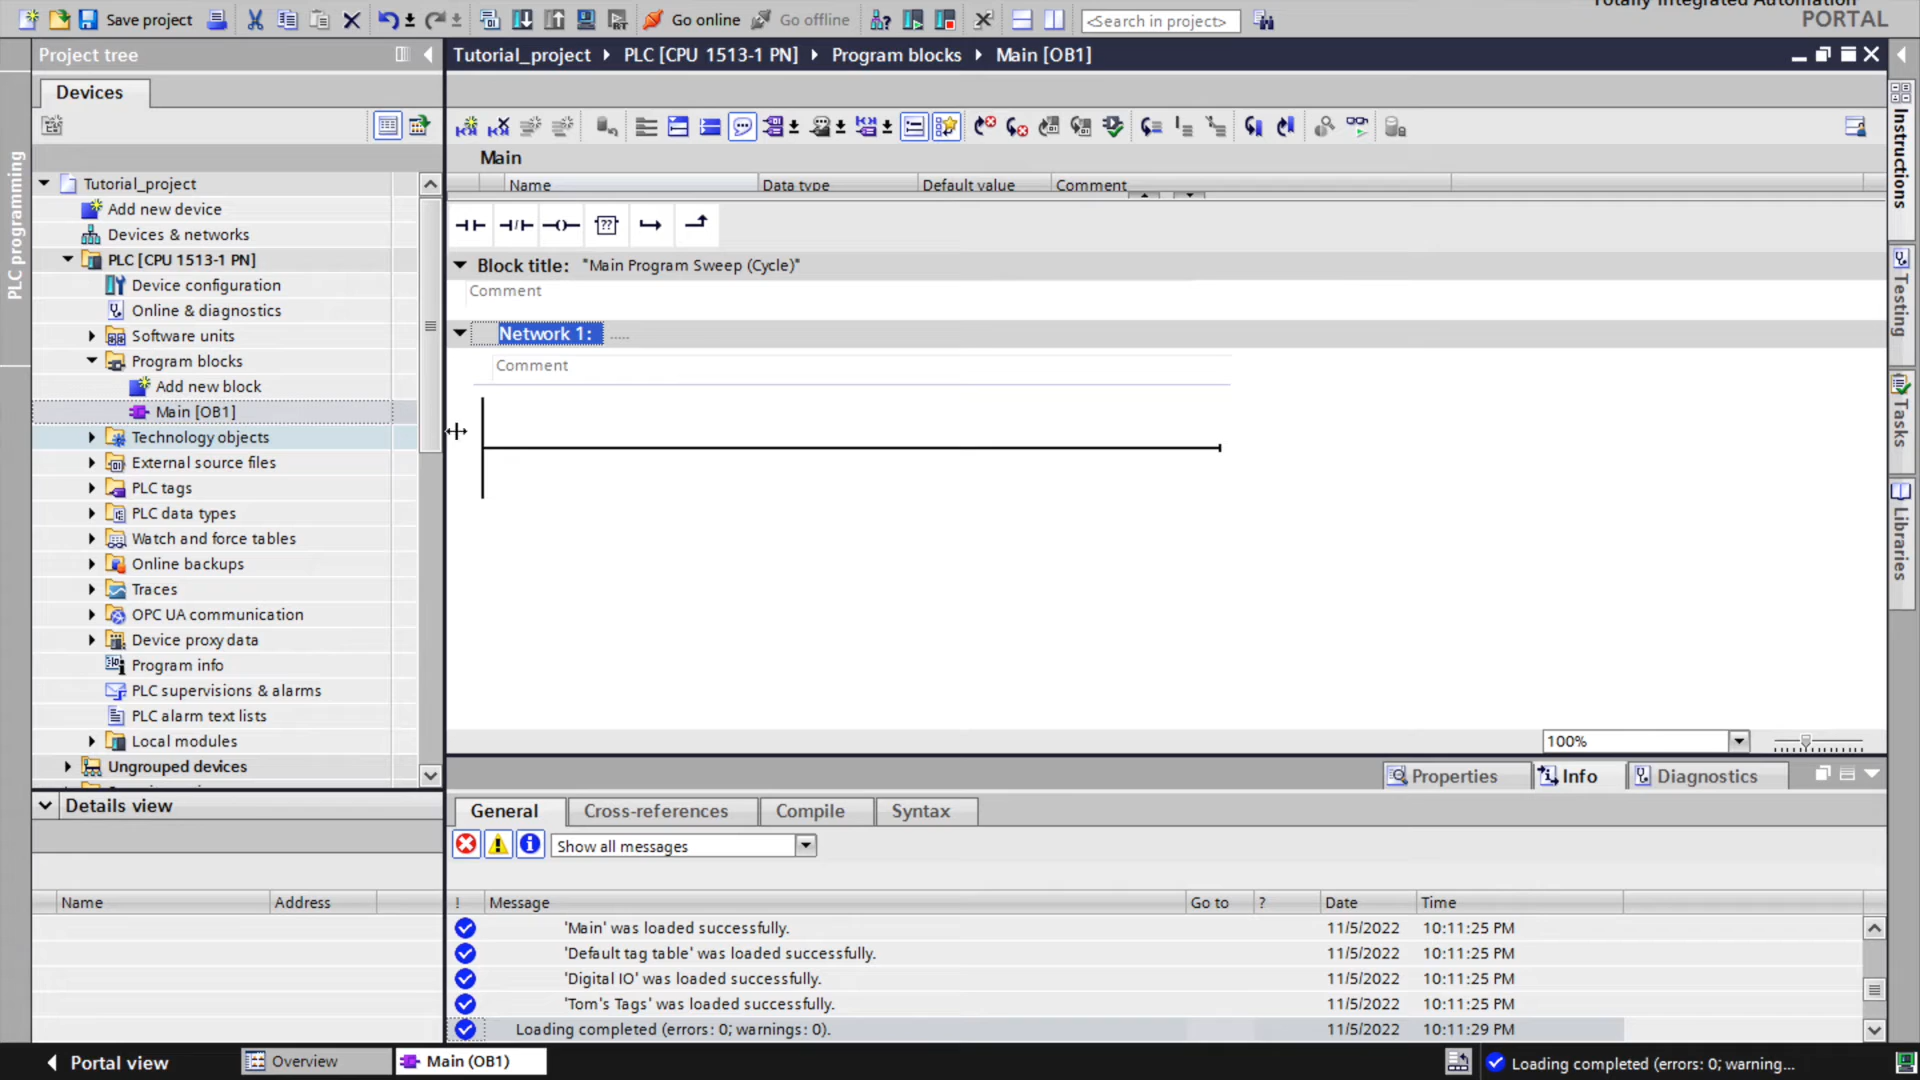 Totally Integrated Automation
PORTAL
Save project
Go online
Go offline
<Search in project>
Project tree
Tutorial_project ▸ PLC [CPU 1513-1 PN] ▸ Program blocks ▸ Main [OB1]
Devices
PLC programming
Tutorial_project
Add new device
Devices & networks
PLC [CPU 1513-1 PN]
Device configuration
Online & diagnostics
Software units
Program blocks
Add new block
Main [OB1]
Technology objects
External source files
PLC tags
PLC data types
Watch and force tables
Online backups
Traces
OPC UA communication
Device proxy data
Program info
PLC supervisions & alarms
PLC alarm text lists
Local modules
Ungrouped devices
Details view
Name Address
Main
Name Data type Default value Comment
??
Block title: "Main Program Sweep (Cycle)"
Comment
Network 1: .....
Comment
100%
Properties Info Diagnostics
General Cross-references Compile Syntax
Show all messages
! Message Go to ? Date Time
'Main' was loaded successfully. 11/5/2022 10:11:25 PM
'Default tag table' was loaded successfully. 11/5/2022 10:11:25 PM
'Digital IO' was loaded successfully. 11/5/2022 10:11:25 PM
'Tom's Tags' was loaded successfully. 11/5/2022 10:11:25 PM
Loading completed (errors: 0; warnings: 0). 11/5/2022 10:11:29 PM
Instructions
Testing
Tasks
Libraries
Portal view
Overview
Main (OB1)
Loading completed (errors: 0; warning...